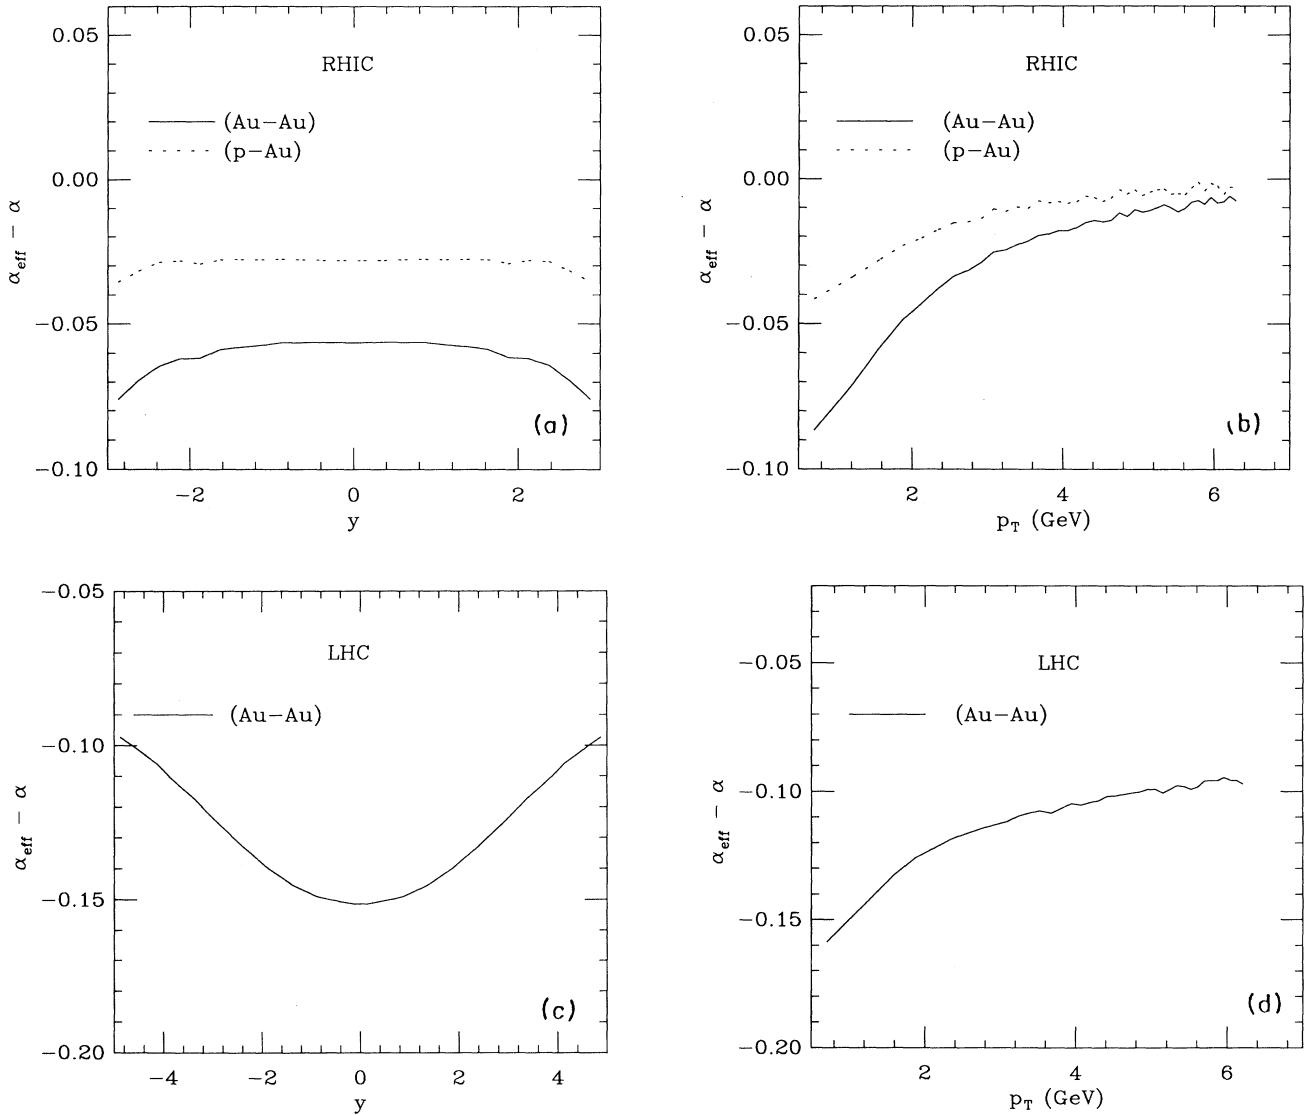 0.05
0.00
−0.05
−0.10
α_eff − α
RHIC
(Au−Au)
(p−Au)
(a)
−2
0
2
y
0.05
0.00
−0.05
−0.10
α_eff − α
RHIC
(Au−Au)
(p−Au)
(b)
2
4
6
p_T (GeV)
−0.05
−0.10
−0.15
−0.20
α_eff − α
LHC
(Au−Au)
(c)
−4
−2
0
2
4
y
−0.05
−0.10
−0.15
−0.20
α_eff − α
LHC
(Au−Au)
(d)
2
4
6
p_T (GeV)